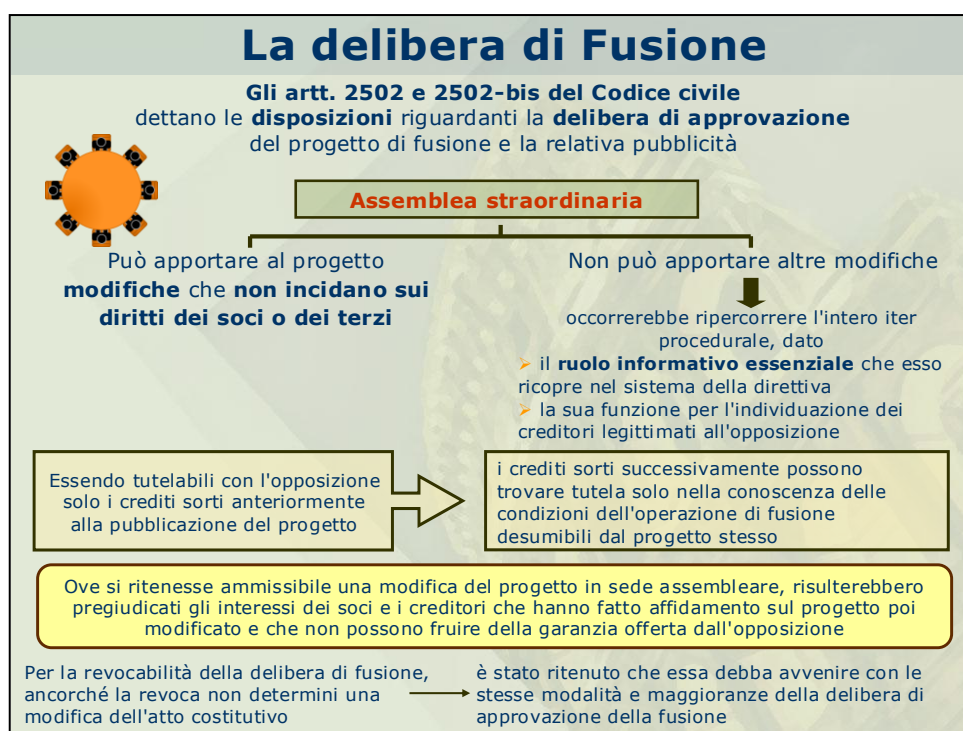 La delibera di Fusione
Gli artt. 2502 e 2502-bis del Codice civile
dettano le disposizioni riguardanti la delibera di approvazione
del progetto di fusione e la relativa pubblicità
Assemblea straordinaria
Può apportare al progetto
modifiche che non incidano sui
diritti dei soci o dei terzi
Non può apportare altre modifiche
occorrerebbe ripercorrere l'intero iter
procedurale, dato
➢ il ruolo informativo essenziale che esso
ricopre nel sistema della direttiva
➢ la sua funzione per l'individuazione dei
creditori legittimati all'opposizione
Essendo tutelabili con l'opposizione
solo i crediti sorti anteriormente
alla pubblicazione del progetto
i crediti sorti successivamente possono
trovare tutela solo nella conoscenza delle
condizioni dell'operazione di fusione
desumibili dal progetto stesso
Ove si ritenesse ammissibile una modifica del progetto in sede assembleare, risulterebbero
pregiudicati gli interessi dei soci e i creditori che hanno fatto affidamento sul progetto poi
modificato e che non possono fruire della garanzia offerta dall'opposizione
Per la revocabilità della delibera di fusione,
ancorché la revoca non determini una
modifica dell'atto costitutivo
è stato ritenuto che essa debba avvenire con le
stesse modalità e maggioranze della delibera di
approvazione della fusione